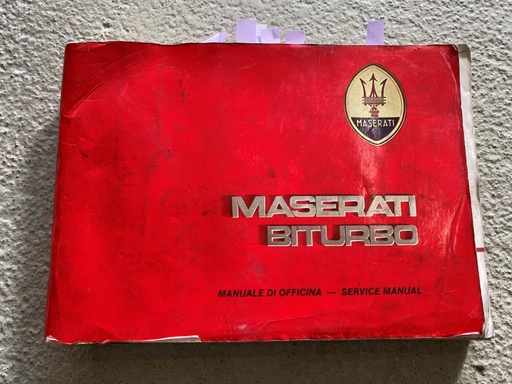 MASERATI
MASERATI
BITURBO
MANUALE DI OFFICINA — SERVICE MANUAL